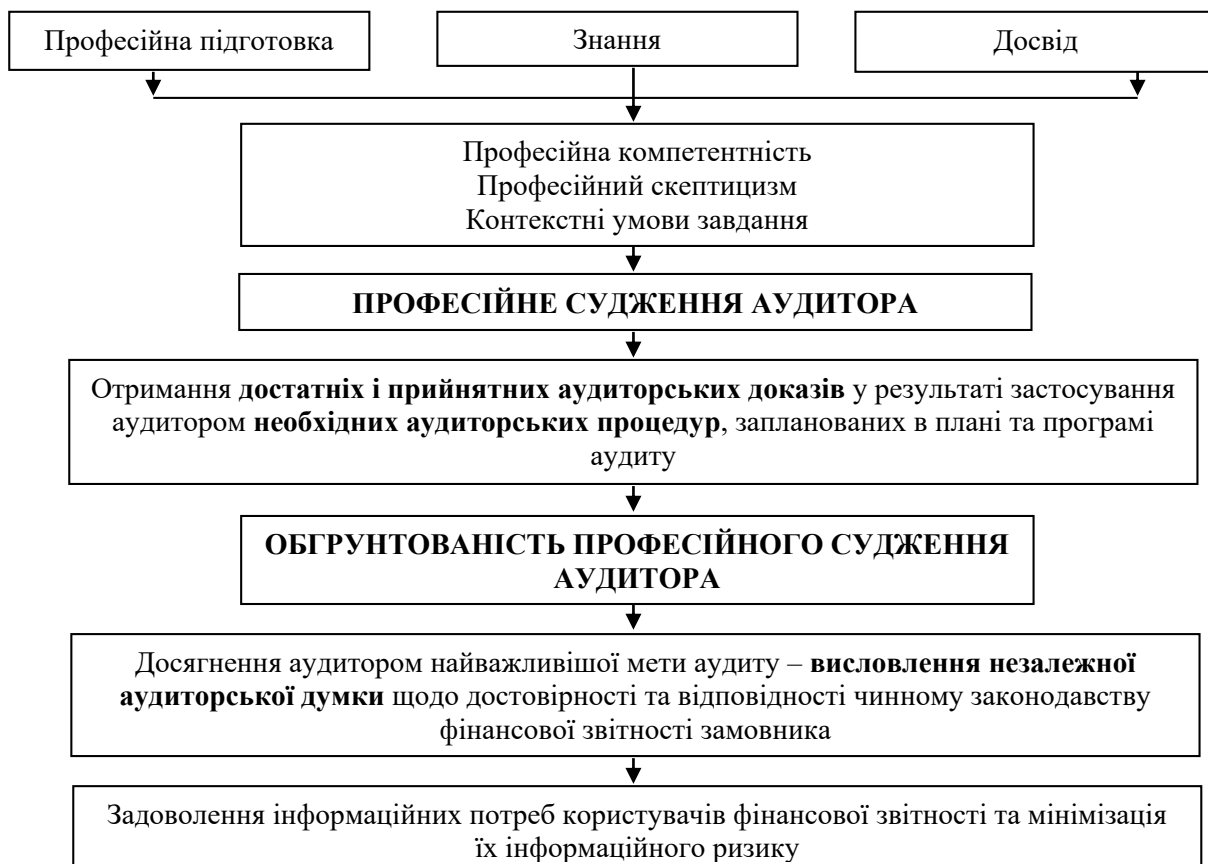 Професійна підготовка
Знання
Досвід
Професійна компетентність
Професійний скептицизм
Контекстні умови завдання
ПРОФЕСІЙНЕ СУДЖЕННЯ АУДИТОРА
Отримання достатніх і прийнятних аудиторських доказів у результаті застосування
аудитором необхідних аудиторських процедур, запланованих в плані та програмі
аудиту
ОБГРУНТОВАНІСТЬ ПРОФЕСІЙНОГО СУДЖЕННЯ
АУДИТОРА
Досягнення аудитором найважливішої мети аудиту – висловлення незалежної
аудиторської думки щодо достовірності та відповідності чинному законодавству
фінансової звітності замовника
Задоволення інформаційних потреб користувачів фінансової звітності та мінімізація
їх інформаційного ризику